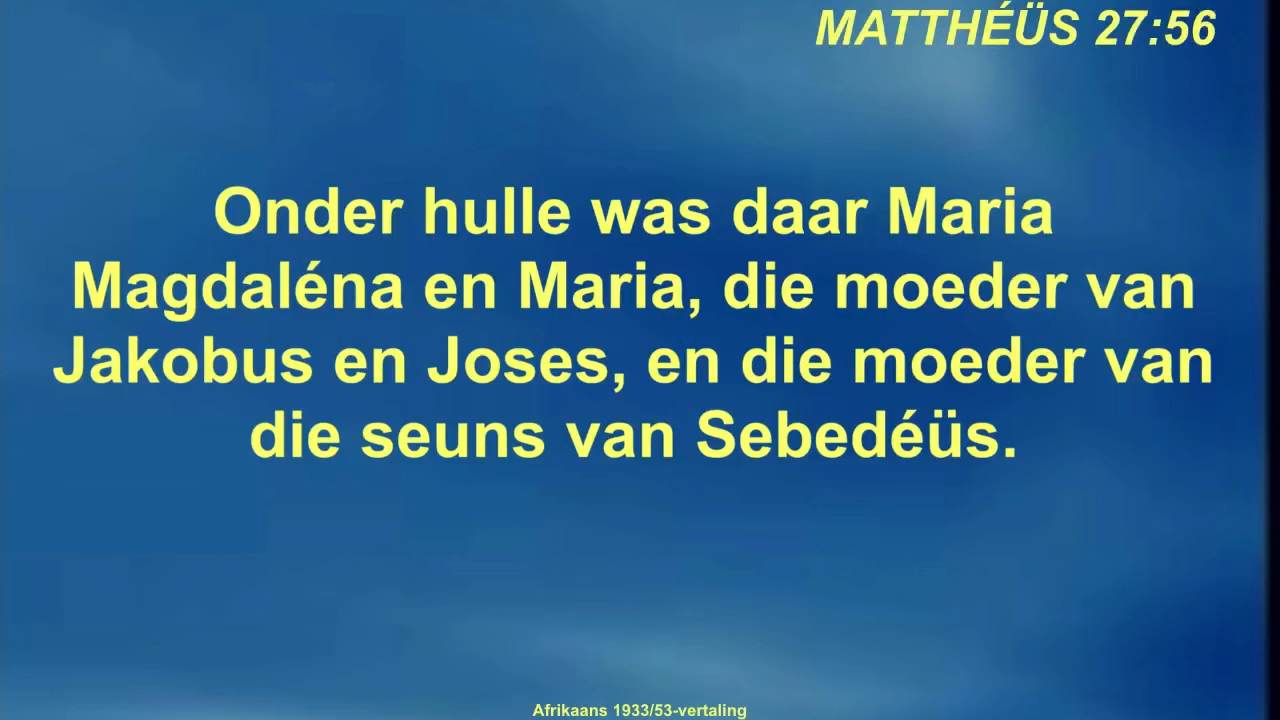 MATTHÉÜS 27:56
Onder hulle was daar Maria
Magdaléna en Maria, die moeder van
Jakobus en Joses, en die moeder van
die seuns van Sebedéüs.
Afrikaans 1933/53-vertaling